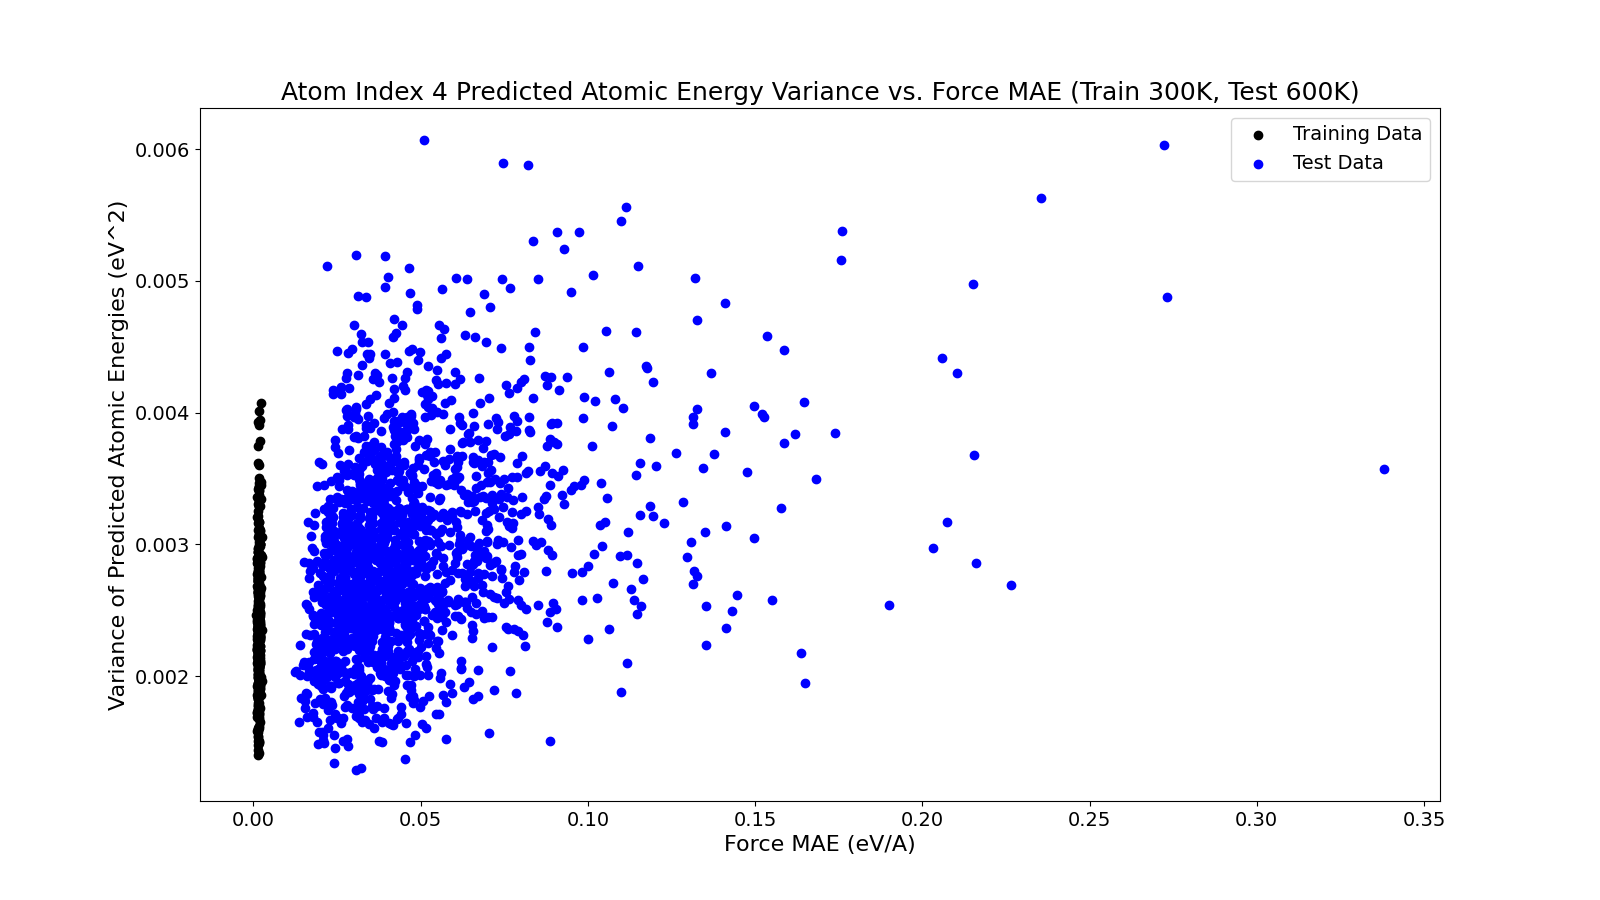 Atom Index 4 Predicted Atomic Energy Variance vs. Force MAE (Train 300K, Test 600K)
Training Data
Test Data
Variance of Predicted Atomic Energies (eV^2)
0.006
0.005
0.004
0.003
0.002
0.00 0.05 0.10 0.15 0.20 0.25 0.30 0.35
Force MAE (eV/A)